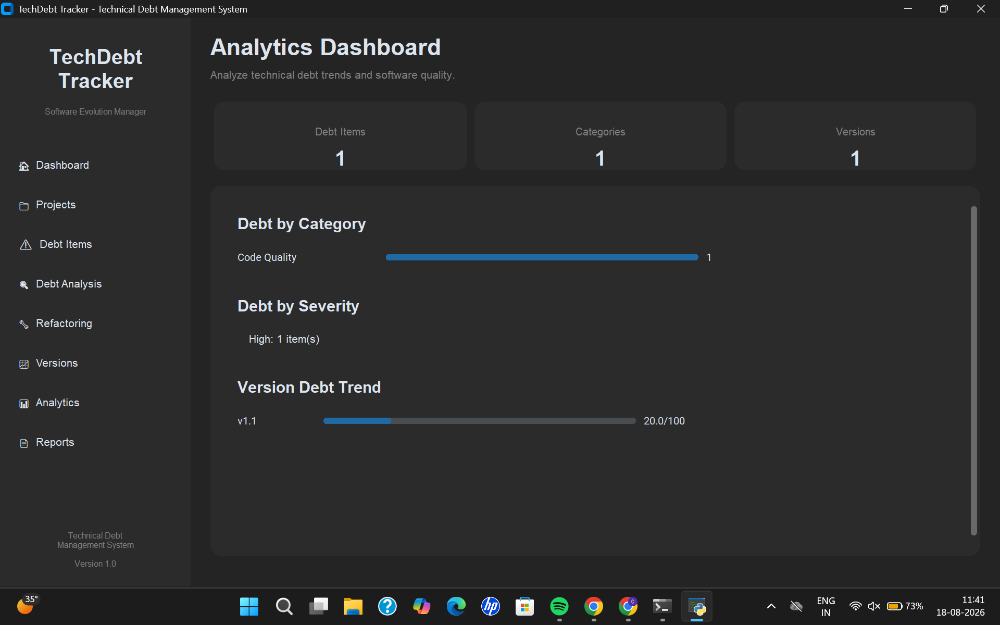 TechDebt Tracker - Technical Debt Management System
TechDebt
Tracker
Software Evolution Manager
Dashboard
Projects
Debt Items
Debt Analysis
Refactoring
Versions
Analytics
Reports
Technical Debt
Management System
Version 1.0
Analytics Dashboard
Analyze technical debt trends and software quality.
Debt Items
1
Categories
1
Versions
1
Debt by Category
Code Quality 1
Debt by Severity
High: 1 item(s)
Version Debt Trend
v1.1 20.0/100
35°
hp
C
ENG
IN
73%
11:41
18-08-2026